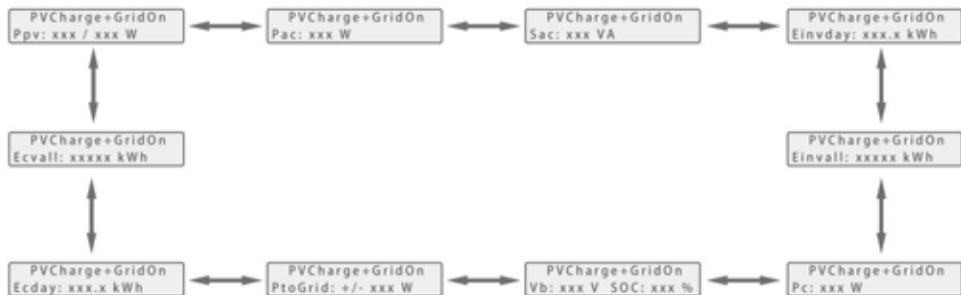 PVCharge+GridOn
Ppv: xxx / xxx W
PVCharge+GridOn
Pac: xxx W
PVCharge+GridOn
Sac: xxx VA
PVCharge+GridOn
Einvday: xxx.x kWh
PVCharge+GridOn
Ecvall: xxxxx kWh
PVCharge+GridOn
Einvall: xxxxx kWh
PVCharge+GridOn
Ecday: xxx.x kWh
PVCharge+GridOn
PtoGrid: +/- xxx W
PVCharge+GridOn
Vb: xxx V SOC: xxx %
PVCharge+GridOn
Pc: xxx W